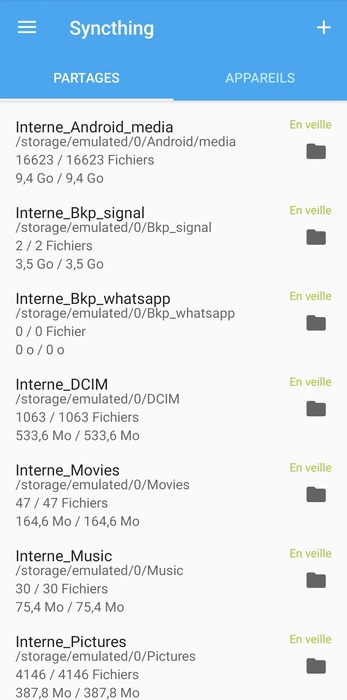 Syncthing
PARTAGES
APPAREILS
Interne_Android_media
En veille
/storage/emulated/0/Android/media
16623 / 16623 Fichiers
9,4 Go / 9,4 Go
Interne_Bkp_signal
En veille
/storage/emulated/0/Bkp_signal
2 / 2 Fichiers
3,5 Go / 3,5 Go
Interne_Bkp_whatsapp
En veille
/storage/emulated/0/Bkp_whatsapp
0 / 0 Fichier
0 o / 0 o
Interne_DCIM
En veille
/storage/emulated/0/DCIM
1063 / 1063 Fichiers
533,6 Mo / 533,6 Mo
Interne_Movies
En veille
/storage/emulated/0/Movies
47 / 47 Fichiers
164,6 Mo / 164,6 Mo
Interne_Music
En veille
/storage/emulated/0/Music
30 / 30 Fichiers
75,4 Mo / 75,4 Mo
Interne_Pictures
En veille
/storage/emulated/0/Pictures
4146 / 4146 Fichiers
387,8 Mo / 387,8 Mo